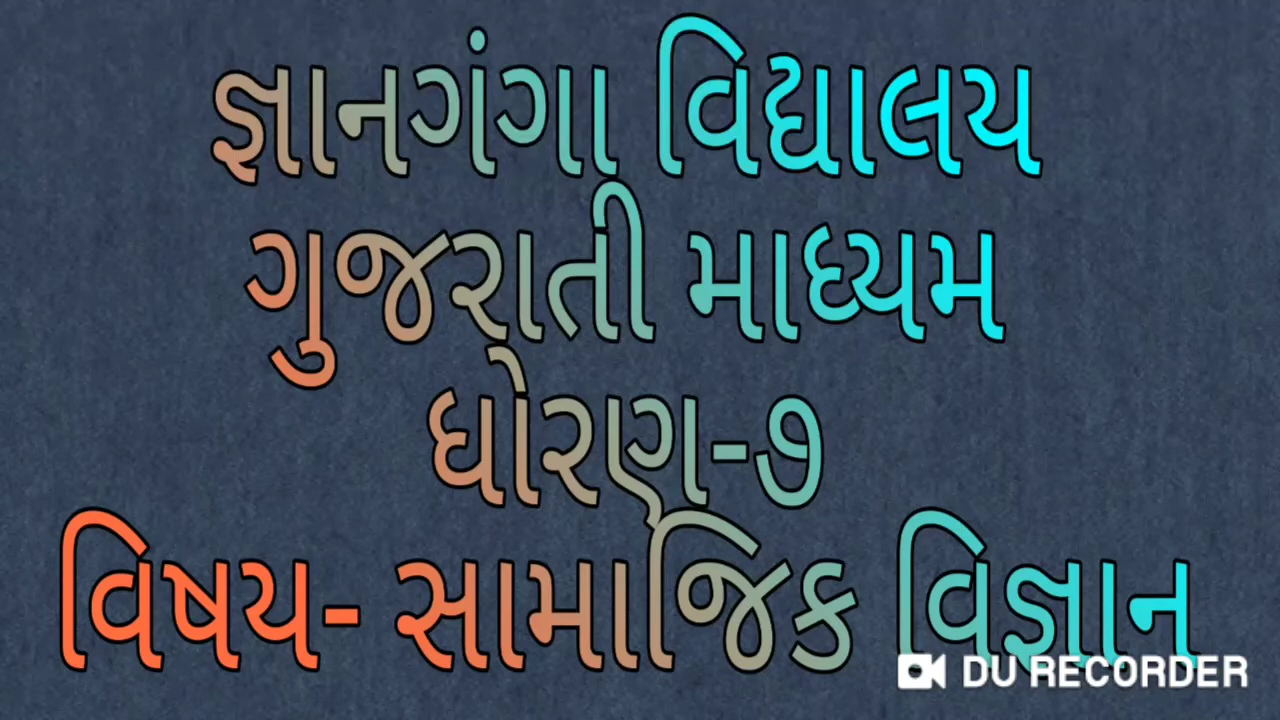 જ્ઞાનગંગા વિદ્યાલય
ગુજરાતી માધ્યમ
ધોરણ-૭
વિષય- સામાજિક વિજ્ઞાન
DU RECORDER